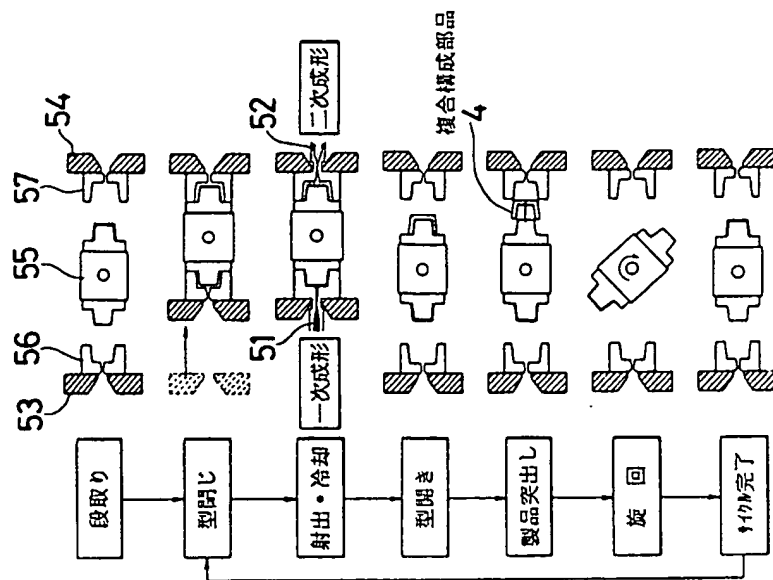 段取り
型閉じ
射出・冷却
型開き
製品突出し
旋回
サイクル完了
53
56
55
57
54
一次成形
51
52
二次成形
複合構成部品
4